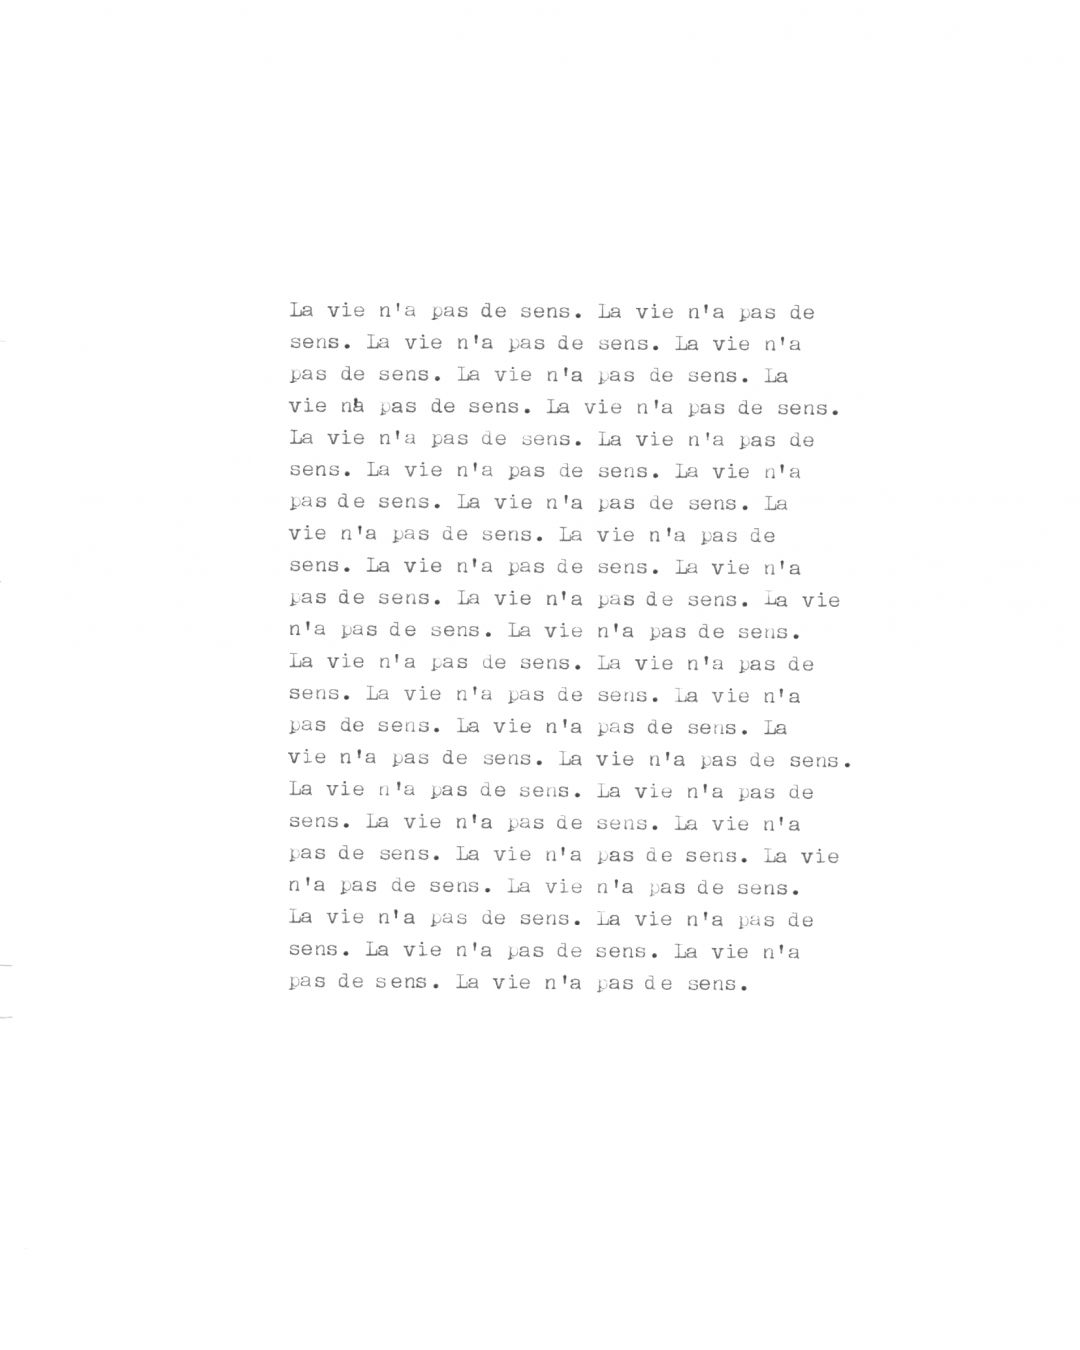 La vie n'a pas de sens. La vie n'a pas de
sens. La vie n'a pas de sens. La vie n'a
pas de sens. La vie n'a pas de sens. La
vie n'a pas de sens. La vie n'a pas de sens.
La vie n'a pas de sens. La vie n'a pas de
sens. La vie n'a pas de sens. La vie n'a
pas de sens. La vie n'a pas de sens. La
vie n'a pas de sens. La vie n'a pas de
sens. La vie n'a pas de sens. La vie n'a
pas de sens. La vie n'a pas de sens. La vie
n'a pas de sens. La vie n'a pas de sens.
La vie n'a pas de sens. La vie n'a pas de
sens. La vie n'a pas de sens. La vie n'a
pas de sens. La vie n'a pas de sens. La
vie n'a pas de sens. La vie n'a pas de sens.
La vie n'a pas de sens. La vie n'a pas de
sens. La vie n'a pas de sens. La vie n'a
pas de sens. La vie n'a pas de sens. La vie
n'a pas de sens. La vie n'a pas de sens.
La vie n'a pas de sens. La vie n'a pas de
sens. La vie n'a pas de sens. La vie n'a
pas de sens. La vie n'a pas de sens.